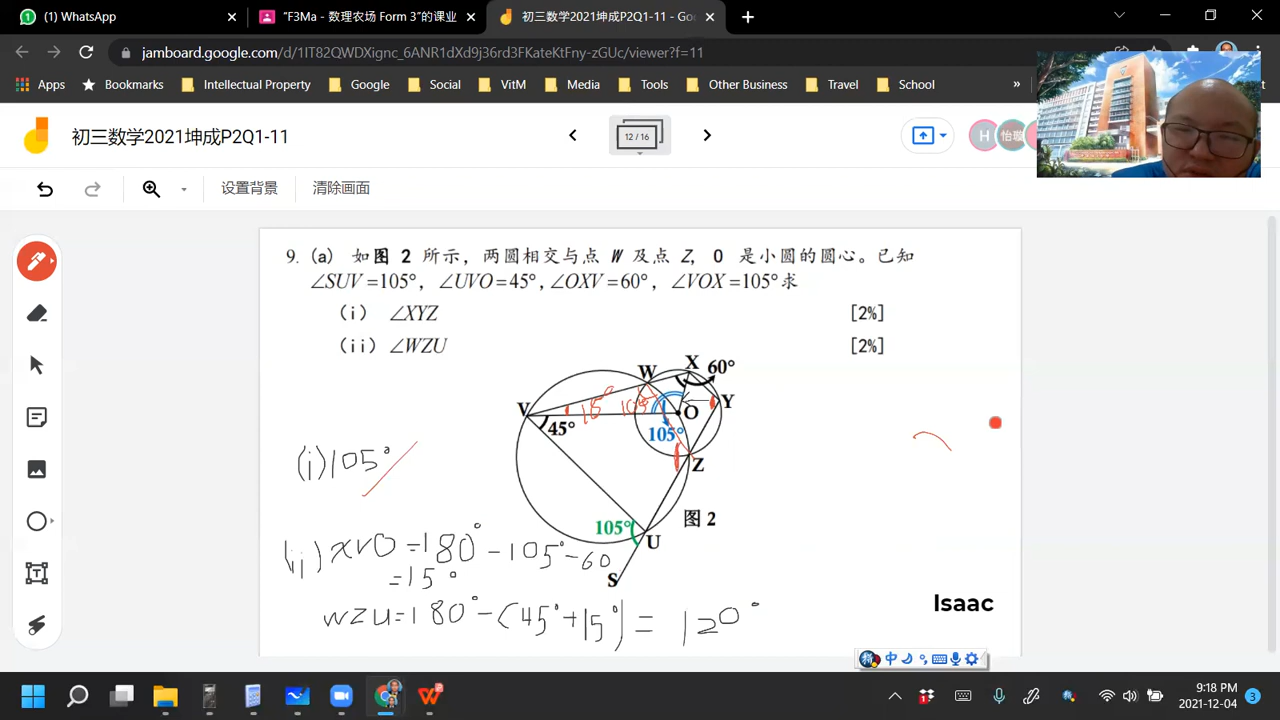 (1) WhatsApp
"F3Ma - 数理农场 Form 3"的课业
初三数学2021坤成P2Q1-11 - Go
jamboard.google.com/d/1IT82QWDXignc_6ANR1dXd9j36rd3FKateKtFny-zGUc/viewer?f=11
Apps
Bookmarks
Intellectual Property
Google
Social
VitM
Media
Tools
Other Business
Travel
School
»
初三数学2021坤成P2Q1-11
12 / 16
H 怡璇
设置背景
清除画面
9. (a) 如图 2 所示，两圆相交与点 W 及点 Z, O 是小圆的圆心。已知
∠SUV =105°, ∠UVO =45°, ∠OXV =60°, ∠VOX =105°求
(i) ∠XYZ [2%]
(ii) ∠WZU [2%]
W
X
60°
V
15°
105°
O
Y
45°
105°
Z
105°
U
S
图 2
(i) 105°
(ii) XVO = 180° - 105° - 60
= 15°
WZU = 180° - (45° + 15°) = 120°
Isaac
中
9:18 PM
2021-12-04
3